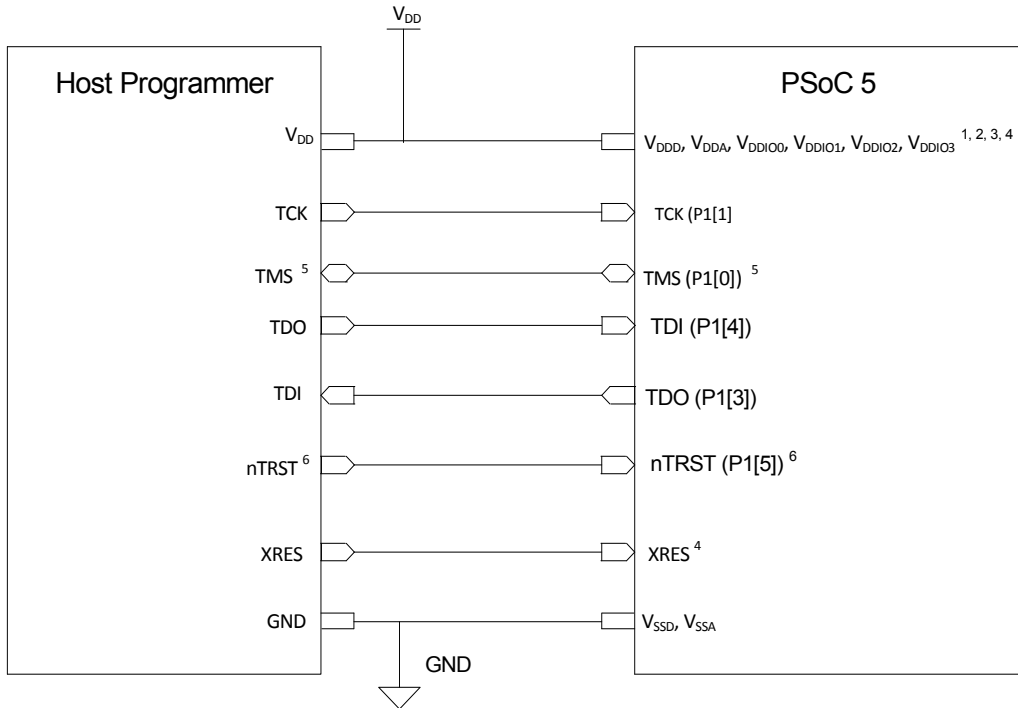 VDD
Host Programmer
PSoC 5
VDD
VDDD, VDDA, VDDIO0, VDDIO1, VDDIO2, VDDIO3 1, 2, 3, 4
TCK
TCK (P1[1]
TMS 5
TMS (P1[0]) 5
TDO
TDI (P1[4])
TDI
TDO (P1[3])
nTRST 6
nTRST (P1[5]) 6
XRES
XRES 4
GND
VSSD, VSSA
GND